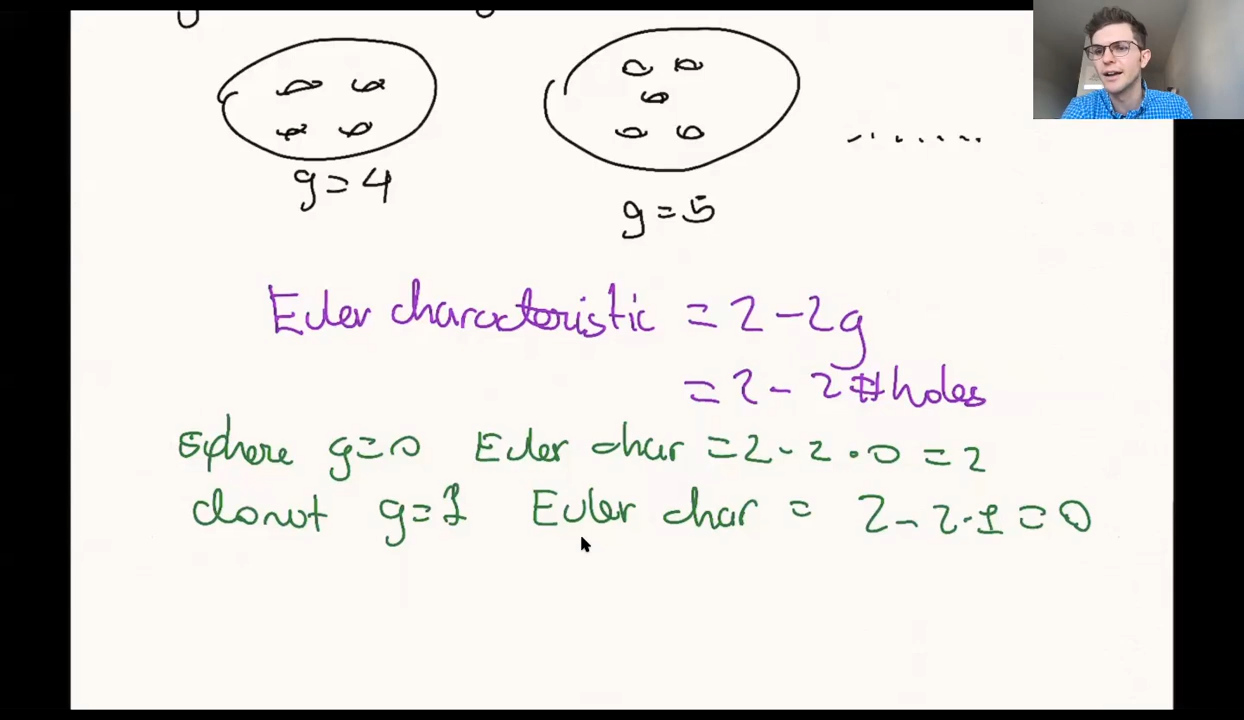 g=4
g=5
Euler characteristic = 2-2g
= 2-2#holes
Sphere g=0 Euler char = 2-2·0=2
donut g=1 Euler char = 2-2·1=0